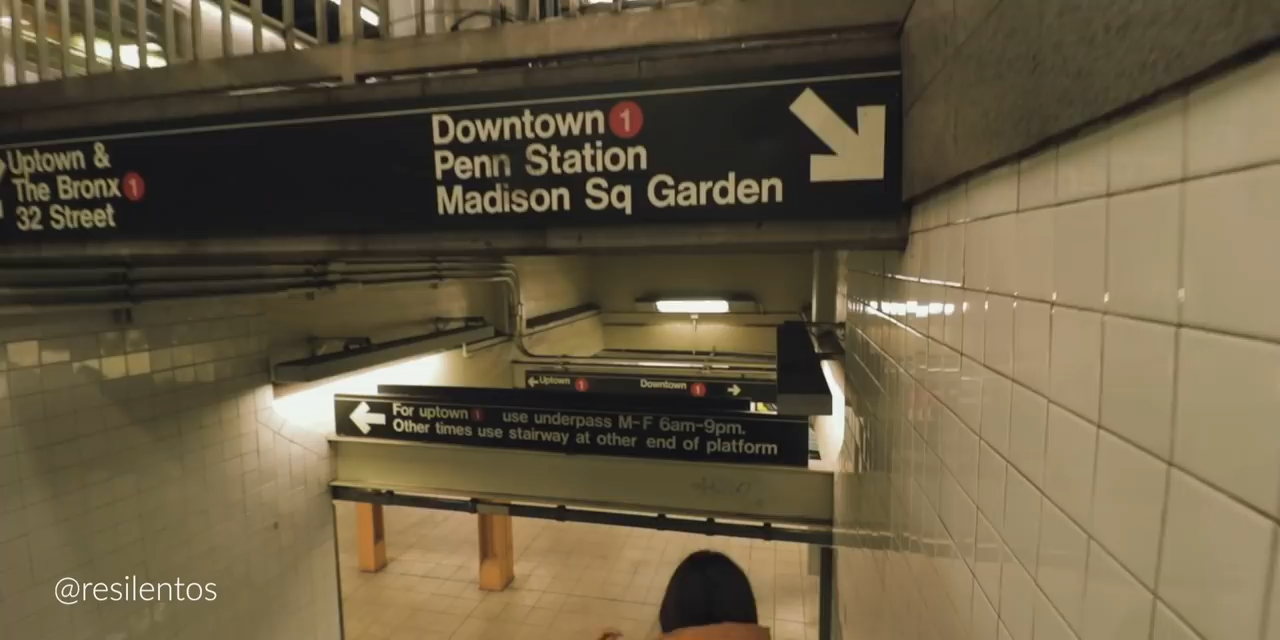 Uptown &
The Bronx 1
32 Street
Downtown 1
Penn Station
Madison Sq Garden
Uptown 1
Downtown 1
For uptown 1 use underpass M-F 6am-9pm.
Other times use stairway at other end of platform
@resilentos